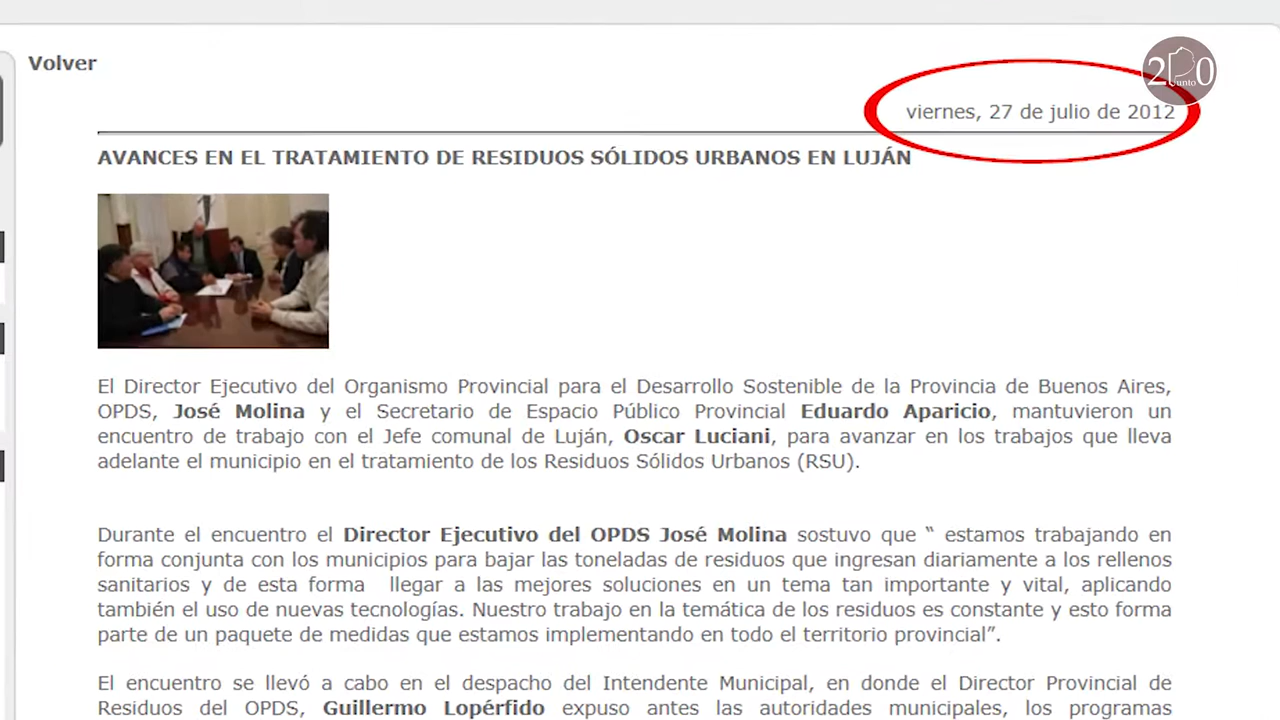 Volver
2 Punto 0
viernes, 27 de julio de 2012
AVANCES EN EL TRATAMIENTO DE RESIDUOS SÓLIDOS URBANOS EN LUJÁN
El Director Ejecutivo del Organismo Provincial para el Desarrollo Sostenible de la Provincia de Buenos Aires,
OPDS, José Molina y el Secretario de Espacio Público Provincial Eduardo Aparicio, mantuvieron un
encuentro de trabajo con el Jefe comunal de Luján, Oscar Luciani, para avanzar en los trabajos que lleva
adelante el municipio en el tratamiento de los Residuos Sólidos Urbanos (RSU).
Durante el encuentro el Director Ejecutivo del OPDS José Molina sostuvo que “ estamos trabajando en
forma conjunta con los municipios para bajar las toneladas de residuos que ingresan diariamente a los rellenos
sanitarios y de esta forma llegar a las mejores soluciones en un tema tan importante y vital, aplicando
también el uso de nuevas tecnologías. Nuestro trabajo en la temática de los residuos es constante y esto forma
parte de un paquete de medidas que estamos implementando en todo el territorio provincial”.
El encuentro se llevó a cabo en el despacho del Intendente Municipal, en donde el Director Provincial de
Residuos del OPDS, Guillermo Lopérfido expuso antes las autoridades municipales, los programas